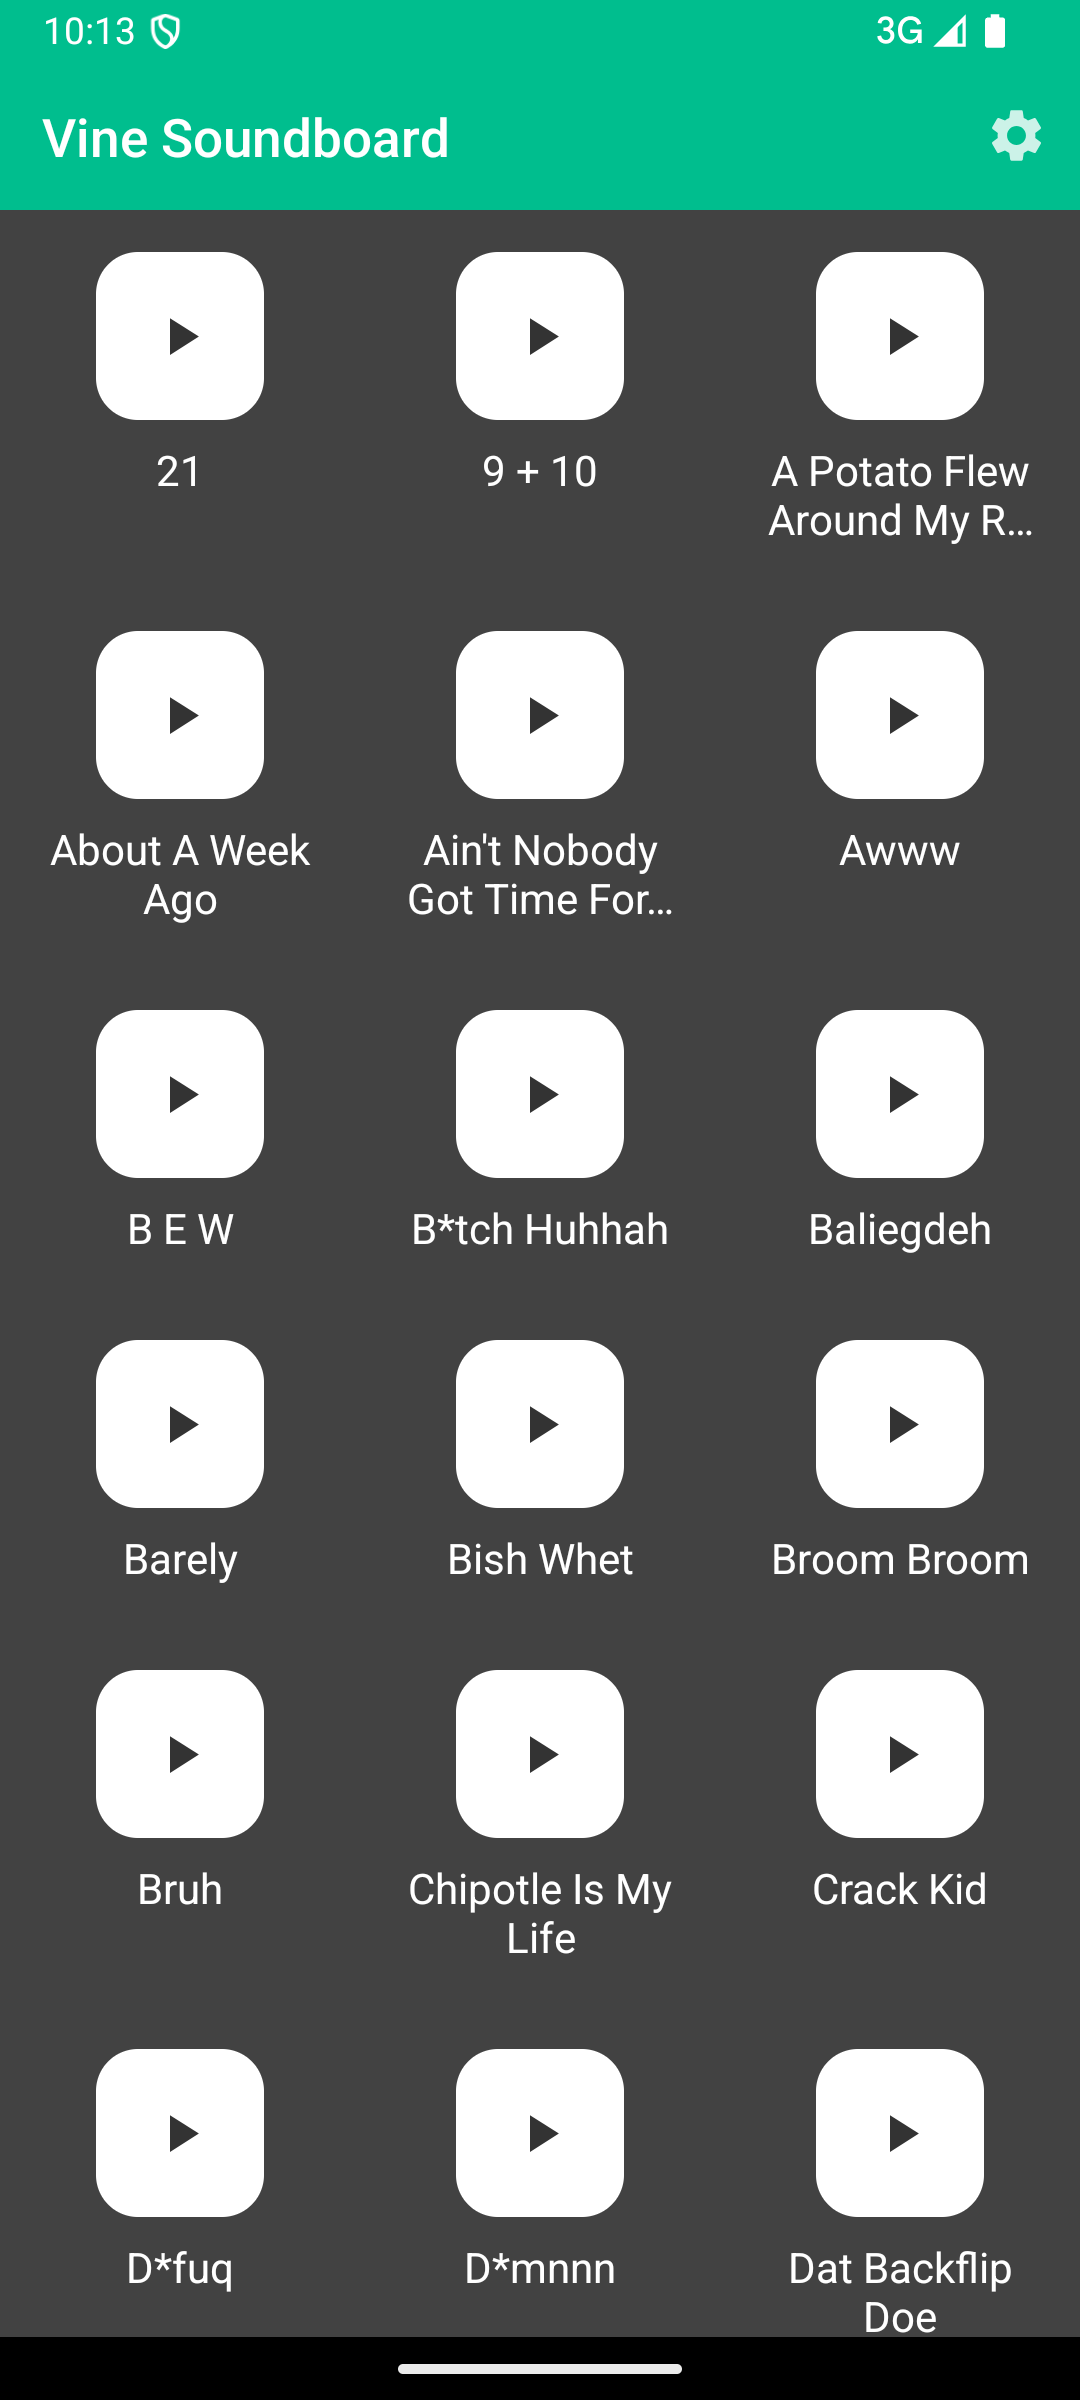 10:13
3G
Vine Soundboard
21
9 + 10
A Potato Flew
Around My R...
About A Week
Ago
Ain't Nobody
Got Time For...
Awww
B E W
B*tch Huhhah
Baliegdeh
Barely
Bish Whet
Broom Broom
Bruh
Chipotle Is My
Life
Crack Kid
D*fuq
D*mnnn
Dat Backflip
Doe